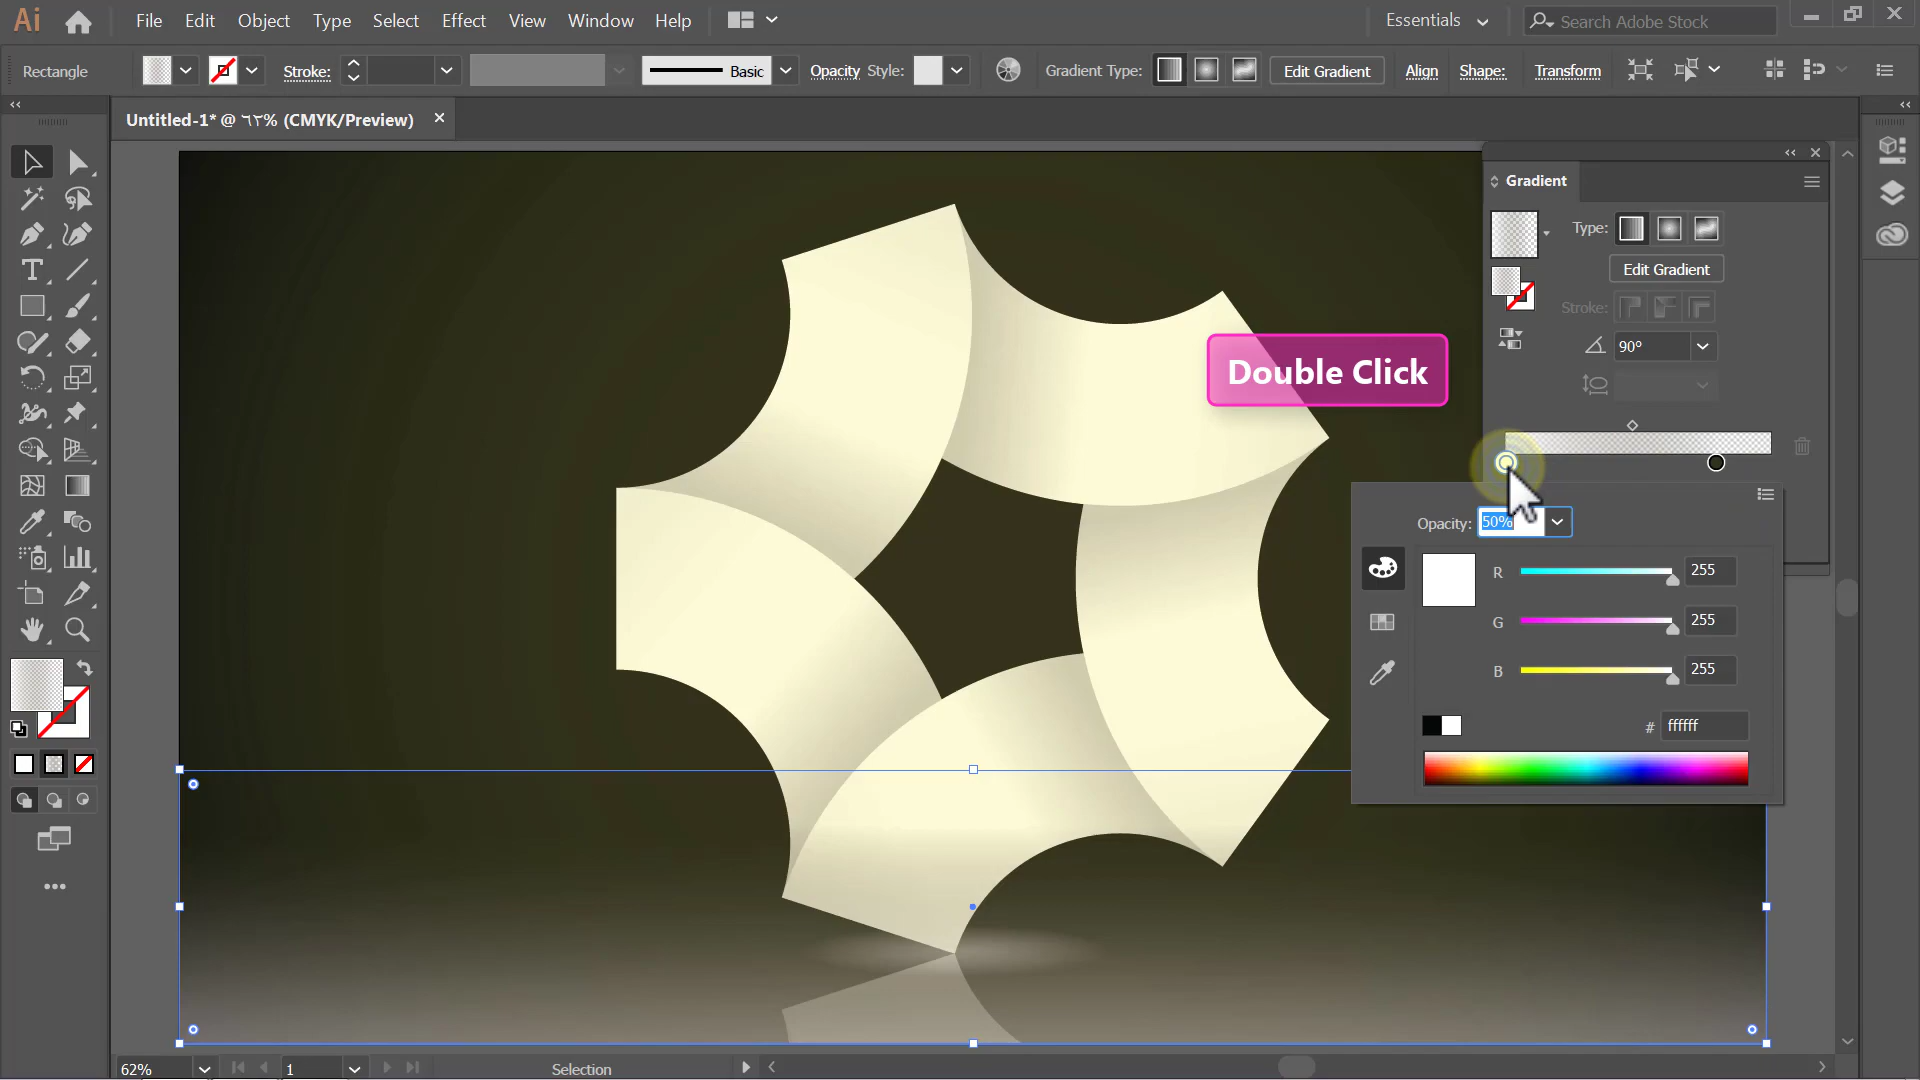 Ai File Edit Object Type Select Effect View Window Help Essentials Search Adobe Stock
Rectangle Stroke: Basic Opacity Style: Gradient Type: Edit Gradient Align Shape: Transform
Untitled-1* @ ٦٢% (CMYK/Preview)
Gradient
Type:
Edit Gradient
Stroke:
90°
Double Click
Opacity: 50%
R 255
G 255
B 255
# ffffff
62% 1 Selection